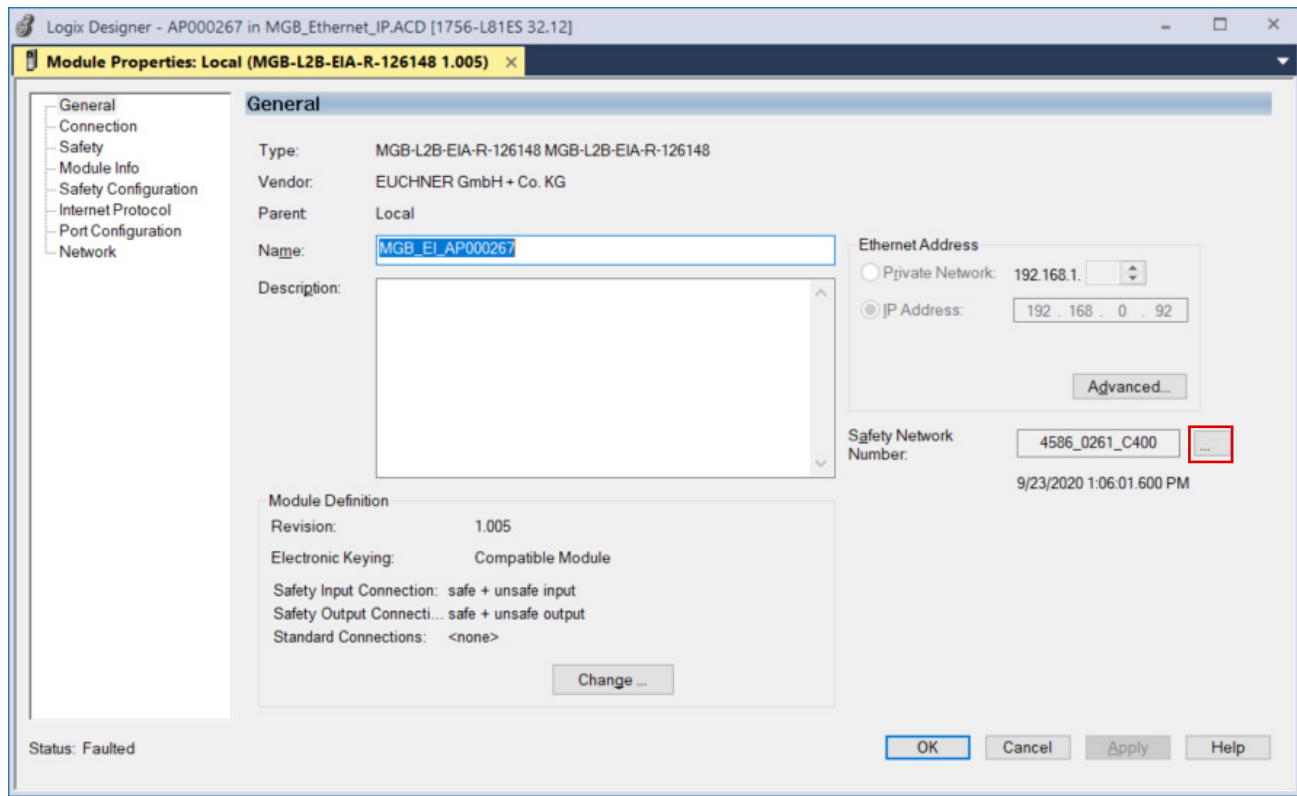 Logix Designer - AP000267 in MGB_Ethernet_IP.ACD [1756-L81ES 32.12]
Module Properties: Local (MGB-L2B-EIA-R-126148 1.005)
General
Connection
Safety
Module Info
Safety Configuration
Internet Protocol
Port Configuration
Network
General
Type: MGB-L2B-EIA-R-126148 MGB-L2B-EIA-R-126148
Vendor: EUCHNER GmbH + Co. KG
Parent: Local
Name: MGB_EI_AP000267
Description:
Ethernet Address
Private Network: 192.168.1.
IP Address: 192 . 168 . 0 . 92
Advanced...
Safety Network
Number:
4586_0261_C400
...
9/23/2020 1:06:01.600 PM
Module Definition
Revision: 1.005
Electronic Keying: Compatible Module
Safety Input Connection: safe + unsafe input
Safety Output Connecti... safe + unsafe output
Standard Connections: <none>
Change ...
Status: Faulted
OK Cancel Apply Help